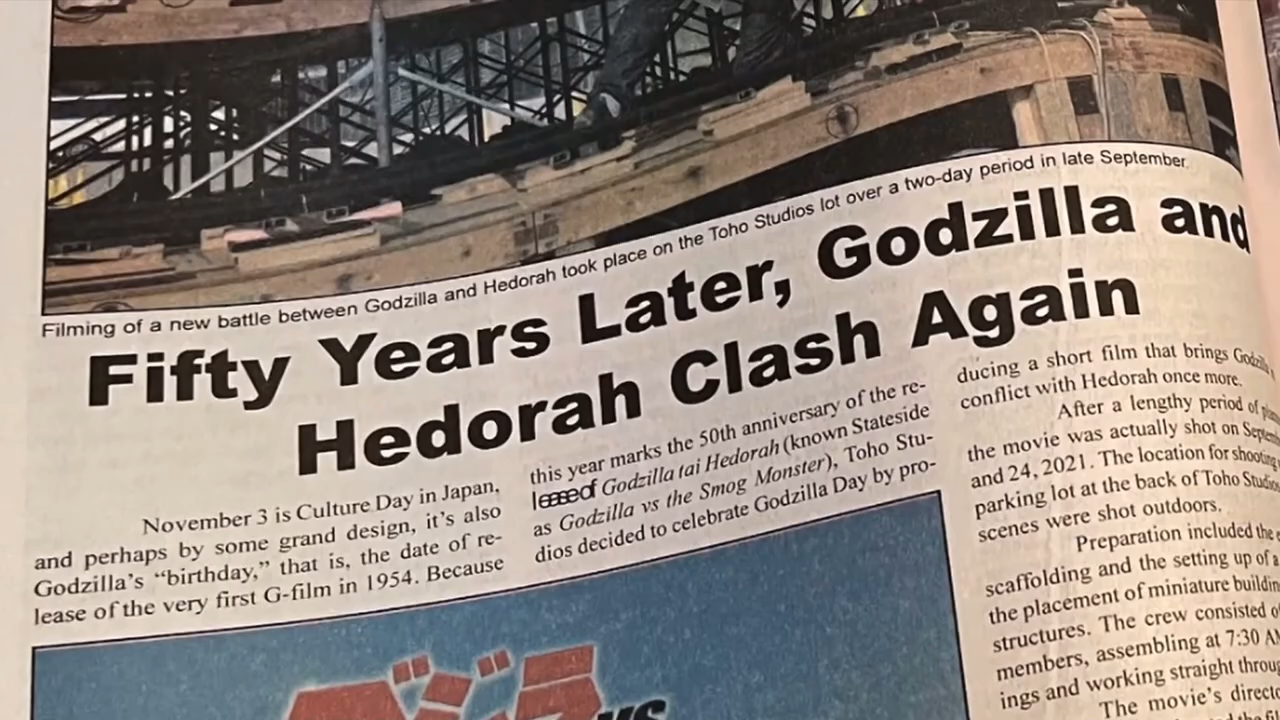 Filming of a new battle between Godzilla and Hedorah took place on the Toho Studios lot over a two-day period in late September.
Fifty Years Later, Godzilla and
Hedorah Clash Again
November 3 is Culture Day in Japan,
and perhaps by some grand design, it’s also
Godzilla’s “birthday,” that is, the date of re-
lease of the very first G-film in 1954. Because
this year marks the 50th anniversary of the re-
leaseof Godzilla tai Hedorah (known Stateside
as Godzilla vs the Smog Monster), Toho Stu-
dios decided to celebrate Godzilla Day by pro-
ducing a short film that brings Godzilla
conflict with Hedorah once more.
After a lengthy period of
the movie was actually shot on
and 24, 2021. The location for shooting
parking lot at the back of Toho Studios
scenes were shot outdoors.
Preparation included the
scaffolding and the setting up of a
the placement of miniature
structures. The crew consisted
members, assembling at 7:30
ings and working straight
The movie’s
ゴジラ
vs